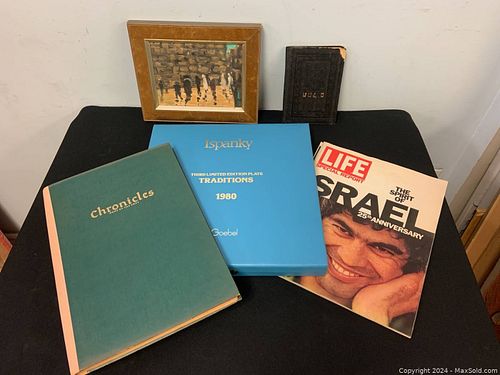 Ispanky
THIRD LIMITED EDITION PLATE
TRADITIONS
1980
Goebel
chronicles
LIFE
SPECIAL REPORT
THE
SPIRIT
OF
ISRAEL
25th ANNIVERSARY
Copyright 2024 - MaxSold.com